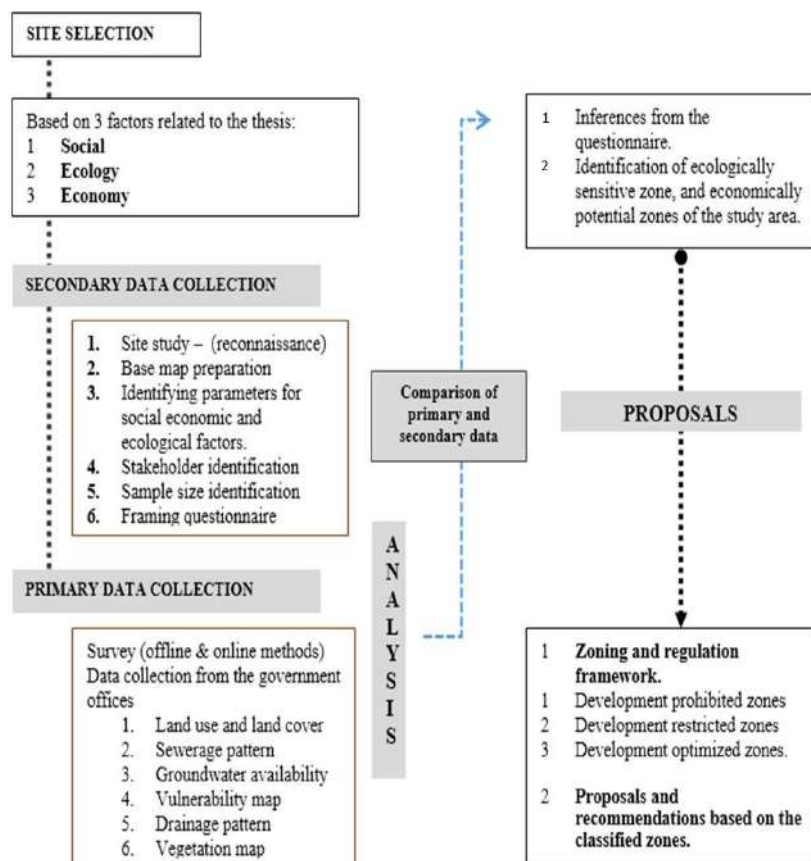 SITE SELECTION
Based on 3 factors related to the thesis:
1 Social
2 Ecology
3 Economy
SECONDARY DATA COLLECTION
1. Site study – (reconnaissance)
2. Base map preparation
3. Identifying parameters for
social economic and
ecological factors.
4. Stakeholder identification
5. Sample size identification
6. Framing questionnaire
PRIMARY DATA COLLECTION
Survey (offline & online methods)
Data collection from the government
offices
1. Land use and land cover
2. Sewerage pattern
3. Groundwater availability
4. Vulnerability map
5. Drainage pattern
6. Vegetation map
ANALYSIS
Comparison of
primary and
secondary data
1 Inferences from the
questionnaire.
2 Identification of ecologically
sensitive zone, and economically
potential zones of the study area.
PROPOSALS
1 Zoning and regulation
framework.
1 Development prohibited zones
2 Development restricted zones
3 Development optimized zones.
2 Proposals and
recommendations based on the
classified zones.